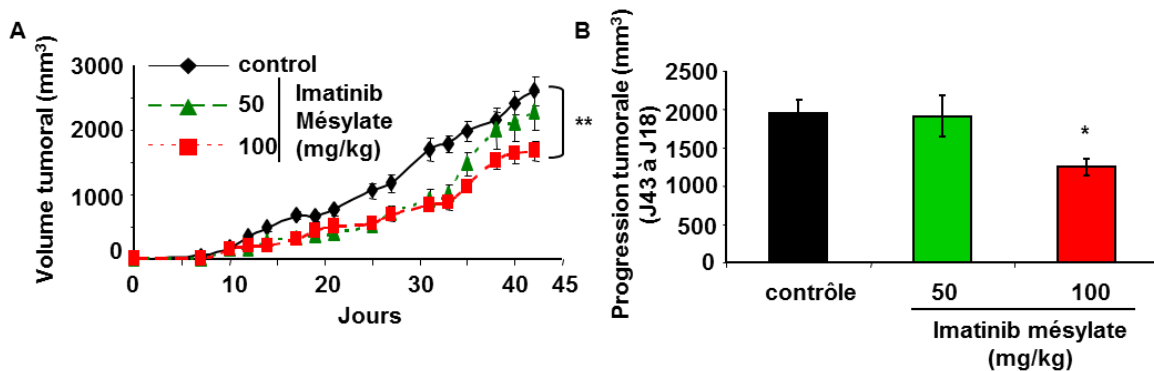 A
Volume tumoral (mm³)
3000
2000
1000
0
control
50
100
Imatinib
Mésylate
(mg/kg)
**
0
10
20
30
40
45
Jours
B
Progression tumorale (mm³)
(J43 à J18)
2500
2000
1500
1000
500
0
*
contrôle
50
100
Imatinib mésylate
(mg/kg)